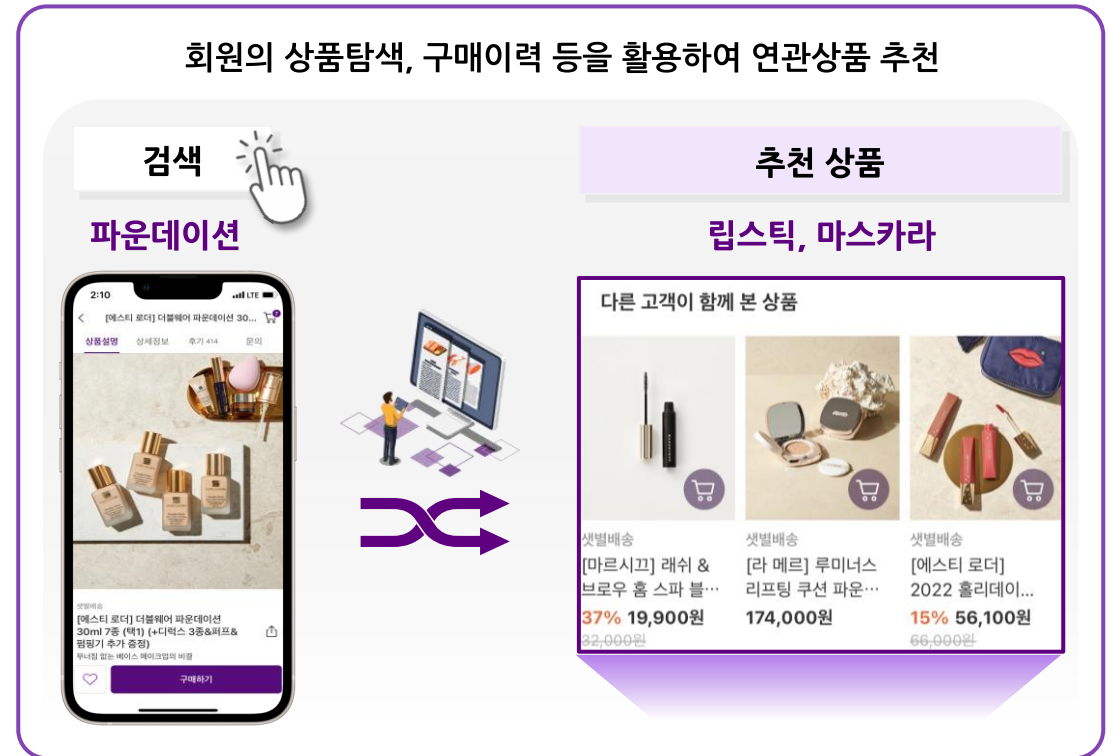 회원의 상품탐색, 구매이력 등을 활용하여 연관상품 추천
검색
추천 상품
파운데이션
립스틱, 마스카라
2:10
LTE
[에스티 로더] 더블웨어 파운데이션 30...
7
상품설명 상세정보 후기 414 문의
샛별배송
[에스티 로더] 더블웨어 파운데이션
30ml 7종 (택1) (+디럭스 3종&퍼프&
펌핑기 추가 증정)
무너짐 없는 베이스 메이크업의 비결
구매하기
다른 고객이 함께 본 상품
샛별배송
[마르시끄] 래쉬 &
브로우 홈 스파 블…
37% 19,900원
32,000원
샛별배송
[라 메르] 루미너스
리프팅 쿠션 파운…
174,000원
샛별배송
[에스티 로더]
2022 홀리데이...
15% 56,100원
66,000원